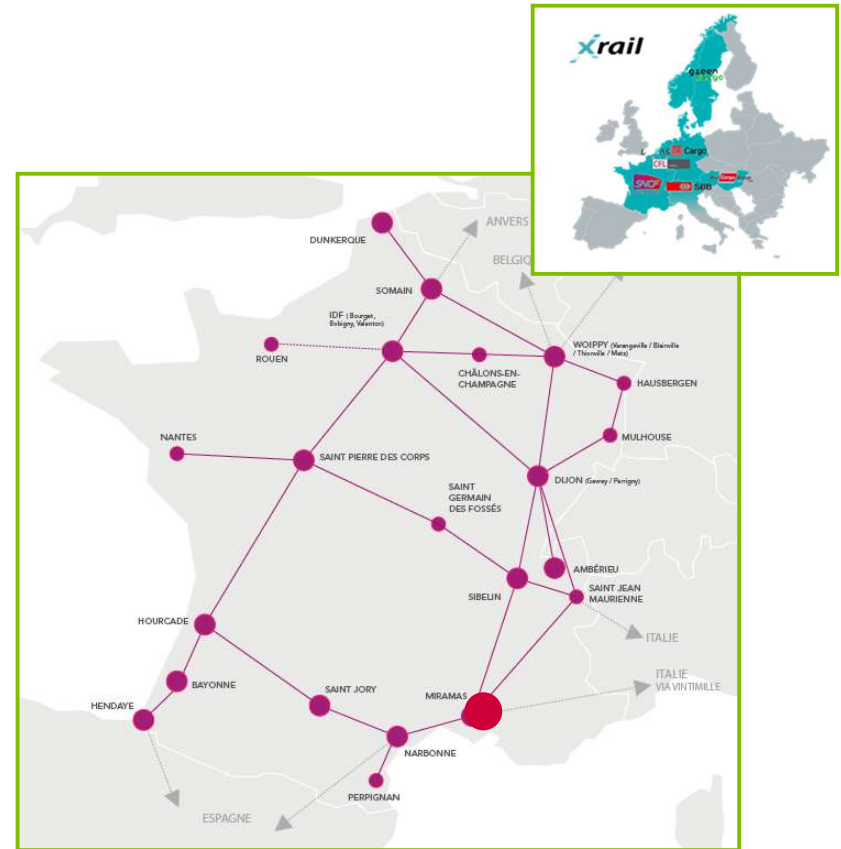 xrail
green
cargo
Cargo
CFL
SNCF
SBB
DUNKERQUE
ANVERS
BELGIQ
SOMAIN
IDF (Bourget,
Bobigny, Valenton)
ROUEN
CHÂLONS-EN-
CHAMPAGNE
WOIPPY (Varangeville / Blainville
/ Thionville / Metz)
HAUSBERGEN
MULHOUSE
NANTES
SAINT PIERRE DES CORPS
SAINT
GERMAIN
DES FOSSÉS
DIJON (Gevrey / Perrigny)
AMBÉRIEU
SIBELIN
SAINT JEAN
MAURIENNE
HOURCADE
ITALIE
ITALIE
VIA VINTIMILLE
BAYONNE
SAINT JORY
MIRAMAS
HENDAYE
NARBONNE
PERPIGNAN
ESPAGNE